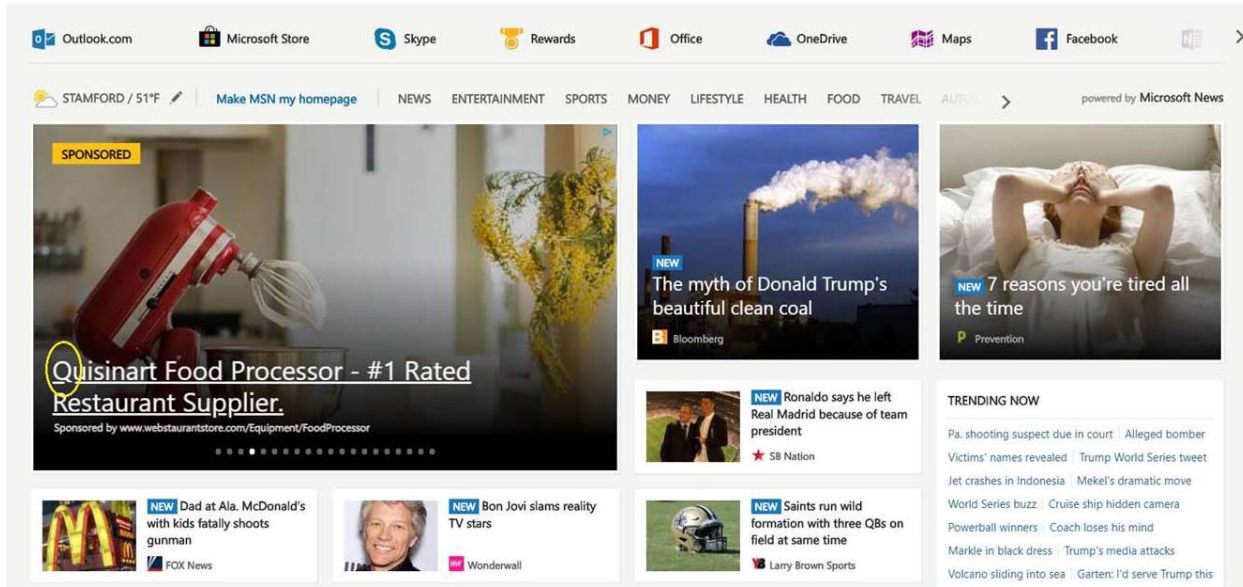 Outlook.com
Microsoft Store
Skype
Rewards
Office
OneDrive
Maps
Facebook
STAMFORD / 51°F
Make MSN my homepage
NEWS
ENTERTAINMENT
SPORTS
MONEY
LIFESTYLE
HEALTH
FOOD
TRAVEL
powered by Microsoft News
SPONSORED
Quisinart Food Processor - #1 Rated
Restaurant Supplier.
Sponsored by www.webstaurantstore.com/Equipment/FoodProcessor
NEW
The myth of Donald Trump's
beautiful clean coal
Bloomberg
NEW 7 reasons you're tired all
the time
Prevention
NEW Ronaldo says he left
Real Madrid because of team
president
SB Nation
TRENDING NOW
Pa. shooting suspect due in court | Alleged bomber
Victims' names revealed | Trump World Series tweet
Jet crashes in Indonesia | Mekel's dramatic move
World Series buzz | Cruise ship hidden camera
Powerball winners | Coach loses his mind
Markle in black dress | Trump's media attacks
Volcano sliding into sea | Garten: I'd serve Trump this
NEW Dad at Ala. McDonald's
with kids fatally shoots
gunman
FOX News
NEW Bon Jovi slams reality
TV stars
Wonderwall
NEW Saints run wild
formation with three QBs on
field at same time
Larry Brown Sports